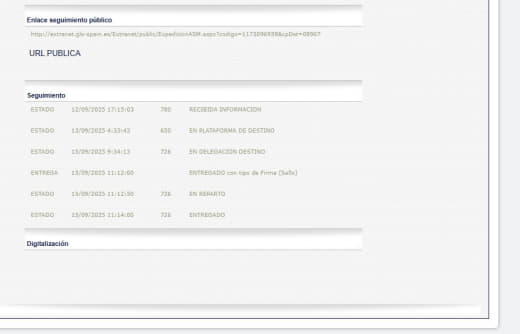 Enlace seguimiento público
http://extranet.gls-spain.es/Extranet/public/ExpedicionASM.aspx?codigo=1173096939&cpDst=08907
URL PUBLICA
Seguimiento
ESTADO 12/09/2025 17:15:03 780 RECIBIDA INFORMACION
ESTADO 13/09/2025 4:33:43 650 EN PLATAFORMA DE DESTINO
ESTADO 15/09/2025 9:34:13 726 EN DELEGACION DESTINO
ENTREGA 15/09/2025 11:12:00 ENTREGADO con tipo de Firma (Sello)
ESTADO 15/09/2025 11:12:50 726 EN REPARTO
ESTADO 15/09/2025 11:14:00 726 ENTREGADO
Digitalización